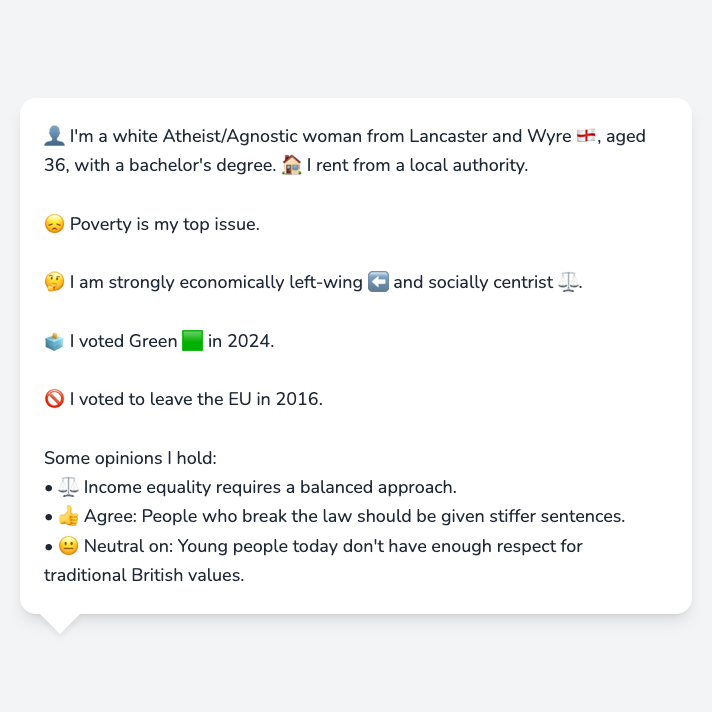 👤 I'm a white Atheist/Agnostic woman from Lancaster and Wyre 🏴󠁧󠁢󠁥󠁮󠁧󠁿, aged
36, with a bachelor's degree. 🏠 I rent from a local authority.
😞 Poverty is my top issue.
🤔 I am strongly economically left-wing ⬅️ and socially centrist ⚖️.
🗳️ I voted Green 🟩 in 2024.
🚫 I voted to leave the EU in 2016.
Some opinions I hold:
• ⚖️ Income equality requires a balanced approach.
• 👍 Agree: People who break the law should be given stiffer sentences.
• 😐 Neutral on: Young people today don't have enough respect for
traditional British values.